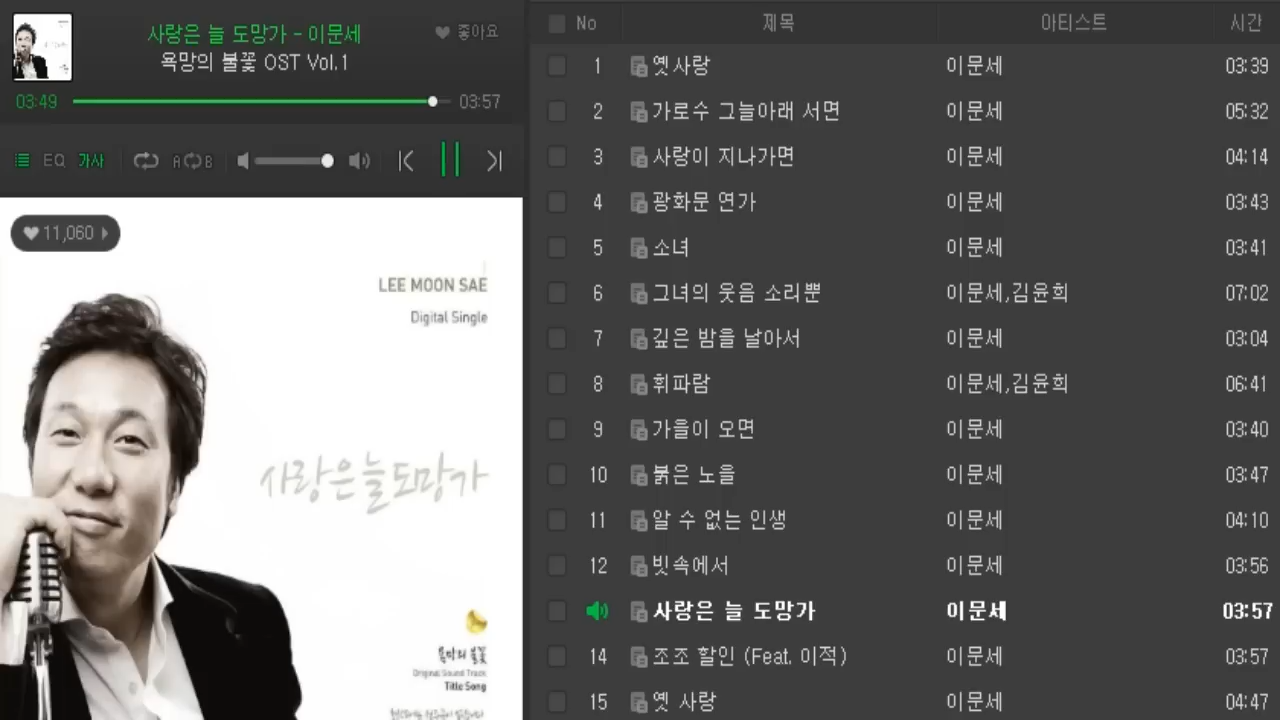 사랑은 늘 도망가 - 이문세
좋아요
욕망의 불꽃 OST Vol.1
03:49
03:57
EQ 가사
A B
11,060
LEE MOON SAE
Digital Single
사랑은 늘 도망가
욕망의 불꽃
Original Sound Track
Title Song
No 제목 아티스트 시간
1 옛사랑 이문세 03:39
2 가로수 그늘아래 서면 이문세 05:32
3 사랑이 지나가면 이문세 04:14
4 광화문 연가 이문세 03:43
5 소녀 이문세 03:41
6 그녀의 웃음 소리뿐 이문세,김윤희 07:02
7 깊은 밤을 날아서 이문세 03:04
8 휘파람 이문세,김윤희 06:41
9 가을이 오면 이문세 03:40
10 붉은 노을 이문세 03:47
11 알 수 없는 인생 이문세 04:10
12 빗속에서 이문세 03:56
사랑은 늘 도망가 이문세 03:57
14 조조 할인 (Feat. 이적) 이문세 03:57
15 옛 사랑 이문세 04:47